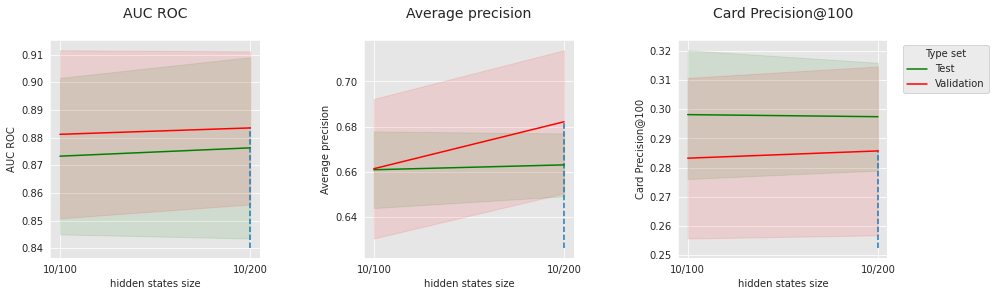 AUC ROC
Average precision
Card Precision@100
0.91
0.90
0.89
0.88
0.87
0.86
0.85
0.84
AUC ROC
10/100
10/200
hidden states size
0.70
0.68
0.66
0.64
Average precision
10/100
10/200
hidden states size
0.32
0.31
0.30
0.29
0.28
0.27
0.26
0.25
Card Precision@100
10/100
10/200
hidden states size
Type set
Test
Validation